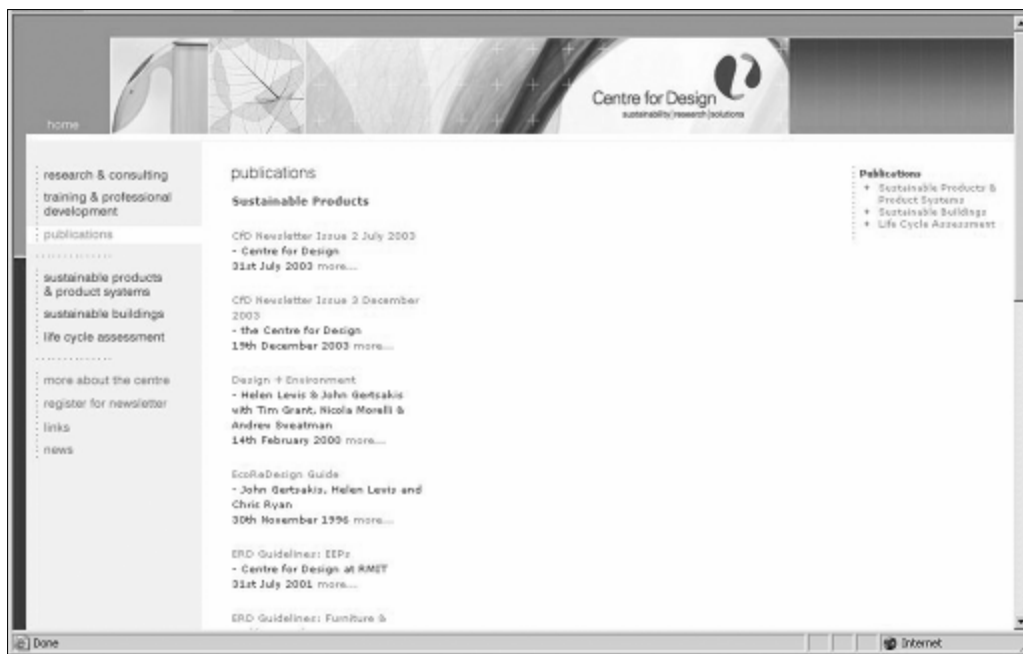 home
Centre for Design
sustainability|research|solutions
research & consulting
training & professional
development
publications
sustainable products
& product systems
sustainable buildings
life cycle assessment
more about the centre
register for newsletter
links
news
publications
Sustainable Products
CfD Newsletter Issue 2 July 2003
- Centre for Design
31st July 2003 more....
CfD Newsletter Issue 3 December
2003
- the Centre for Design
19th December 2003 more....
Design + Environment
- Helen Lewis & John Gertsakis
with Tim Grant, Nicola Morelli &
Andrew Sweatman
14th February 2000 more....
EcoReDesign Guide
- John Gertsakis, Helen Lewis and
Chris Ryan
30th November 1996 more....
ERD Guidelines: EEPs
- Centre for Design at RMIT
31st July 2001 more....
ERD Guidelines: Furniture &
Publications
+ Sustainable Products &
Product Systems
+ Sustainable Buildings
+ Life Cycle Assessment
Done
Internet